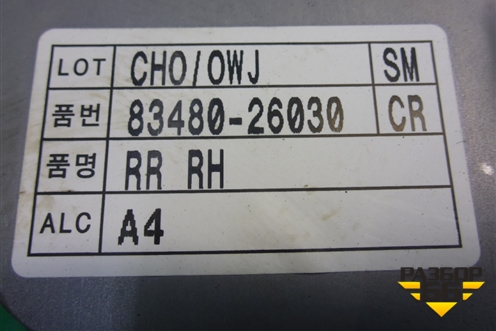 LOT CHO/OWJ SM
품번 83480-26030 CR
품명 RR RH
ALC A4
РАЗБОР